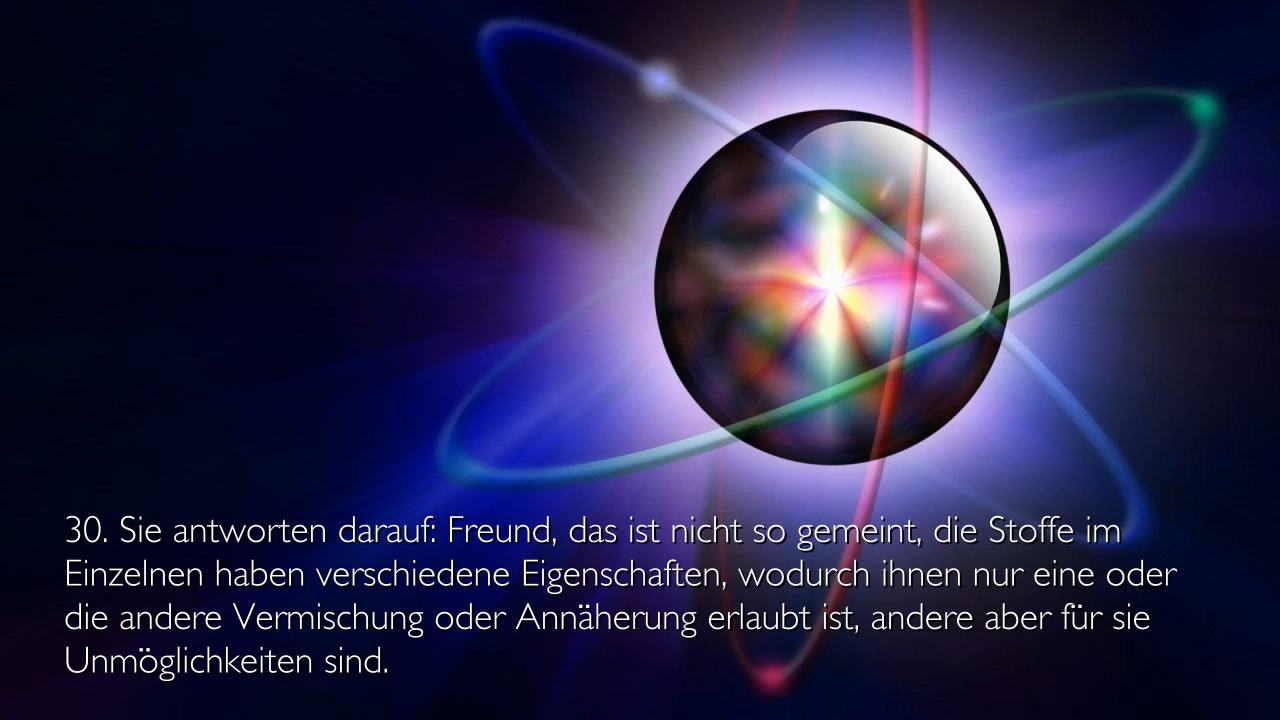 30. Sie antworten darauf: Freund, das ist nicht so gemeint, die Stoffe im
Einzelnen haben verschiedene Eigenschaften, wodurch ihnen nur eine oder
die andere Vermischung oder Annäherung erlaubt ist, andere aber für sie
Unmöglichkeiten sind.